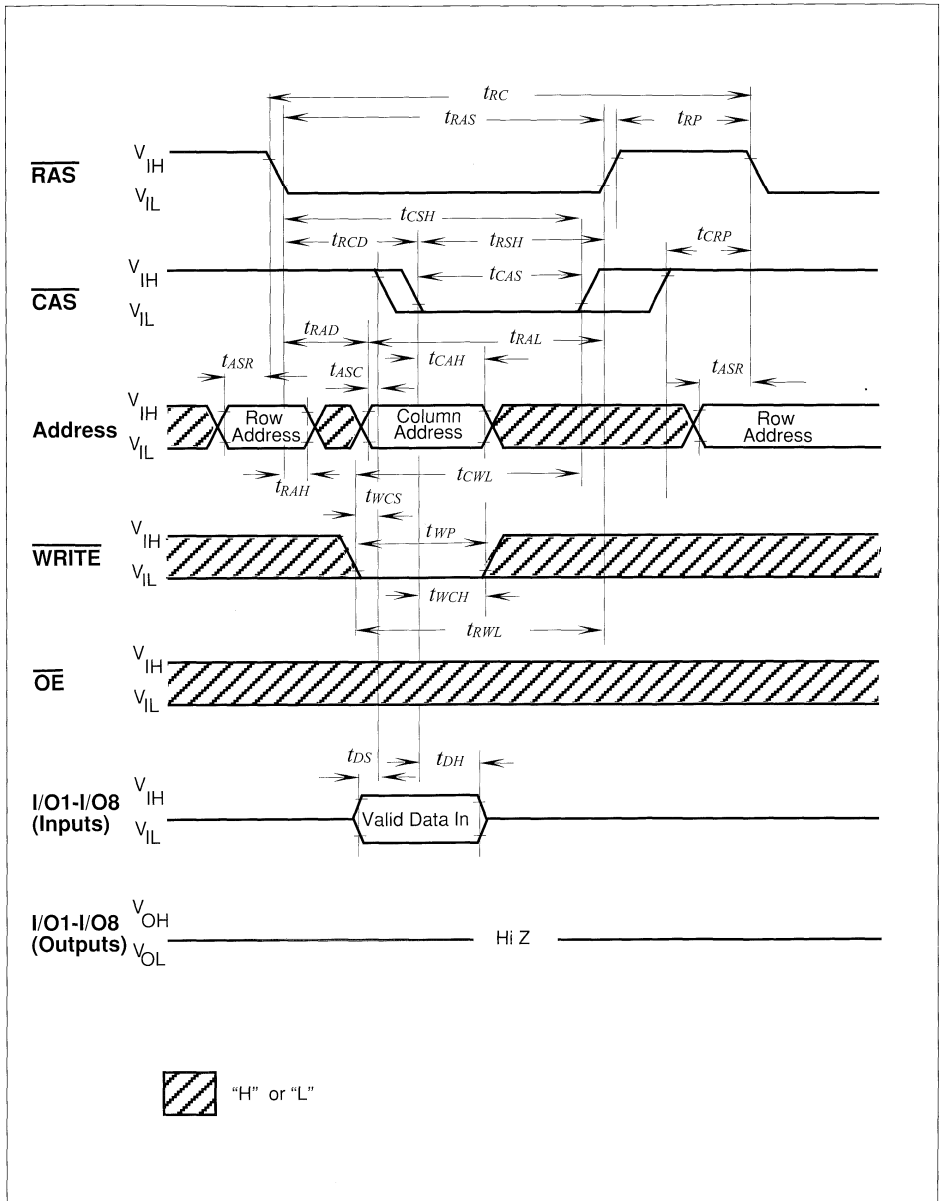 tRC
tRAS
tRP
RAS
VIH
VIL
tCSH
tRCD
tRSH
tCRP
CAS
VIH
VIL
tCAS
tRAD
tRAL
tCAH
tASR
tASC
tASR
Address
VIH
VIL
Row
Address
Column
Address
Row
Address
tRAH
tWCS
tCWL
WRITE
VIH
VIL
tWP
tWCH
tRWL
OE
VIH
VIL
tDS
tDH
I/O1-I/O8
(Inputs)
VIH
VIL
Valid Data In
I/O1-I/O8
(Outputs)
VOH
VOL
Hi Z
“H” or “L”